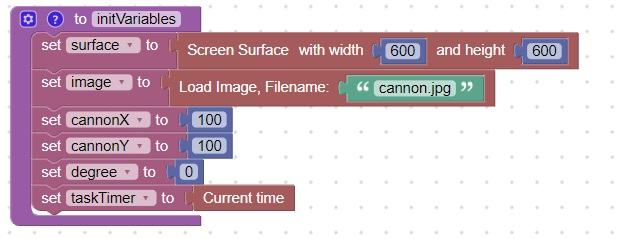 ? to initVariables
set surface to Screen Surface with width 600 and height 600
set image to Load Image, Filename: “ cannon.jpg ”
set cannonX to 100
set cannonY to 100
set degree to 0
set taskTimer to Current time